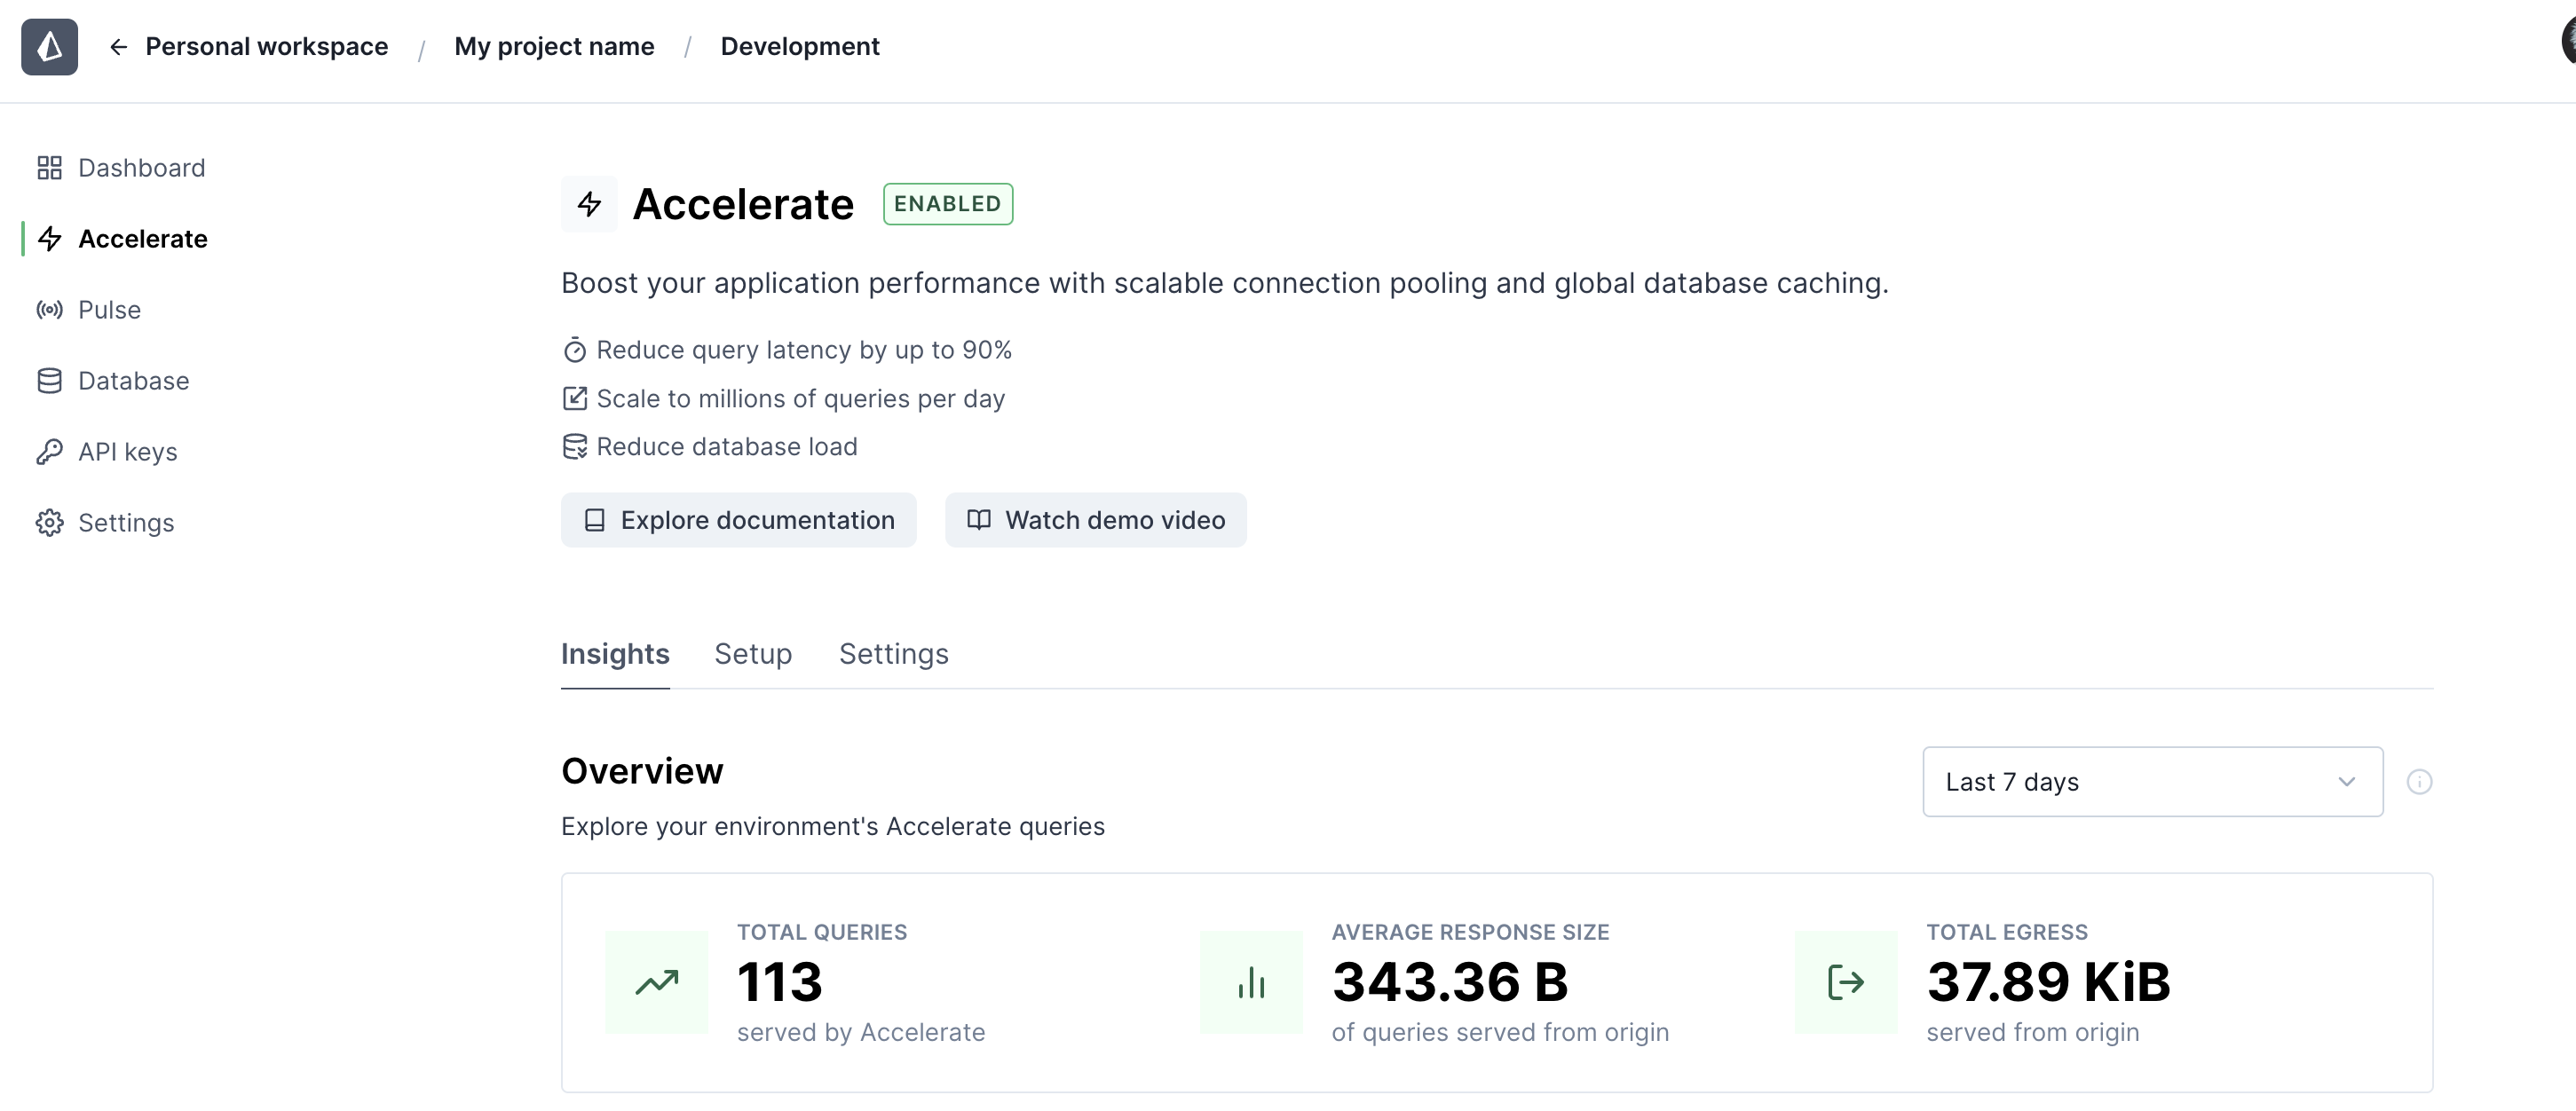 Personal workspace / My project name / Development
Dashboard
Accelerate
Pulse
Database
API keys
Settings
Accelerate ENABLED
Boost your application performance with scalable connection pooling and global database caching.
Reduce query latency by up to 90%
Scale to millions of queries per day
Reduce database load
Explore documentation Watch demo video
Insights Setup Settings
Overview
Explore your environment's Accelerate queries
Last 7 days
TOTAL QUERIES
113
served by Accelerate
AVERAGE RESPONSE SIZE
343.36 B
of queries served from origin
TOTAL EGRESS
37.89 KiB
served from origin